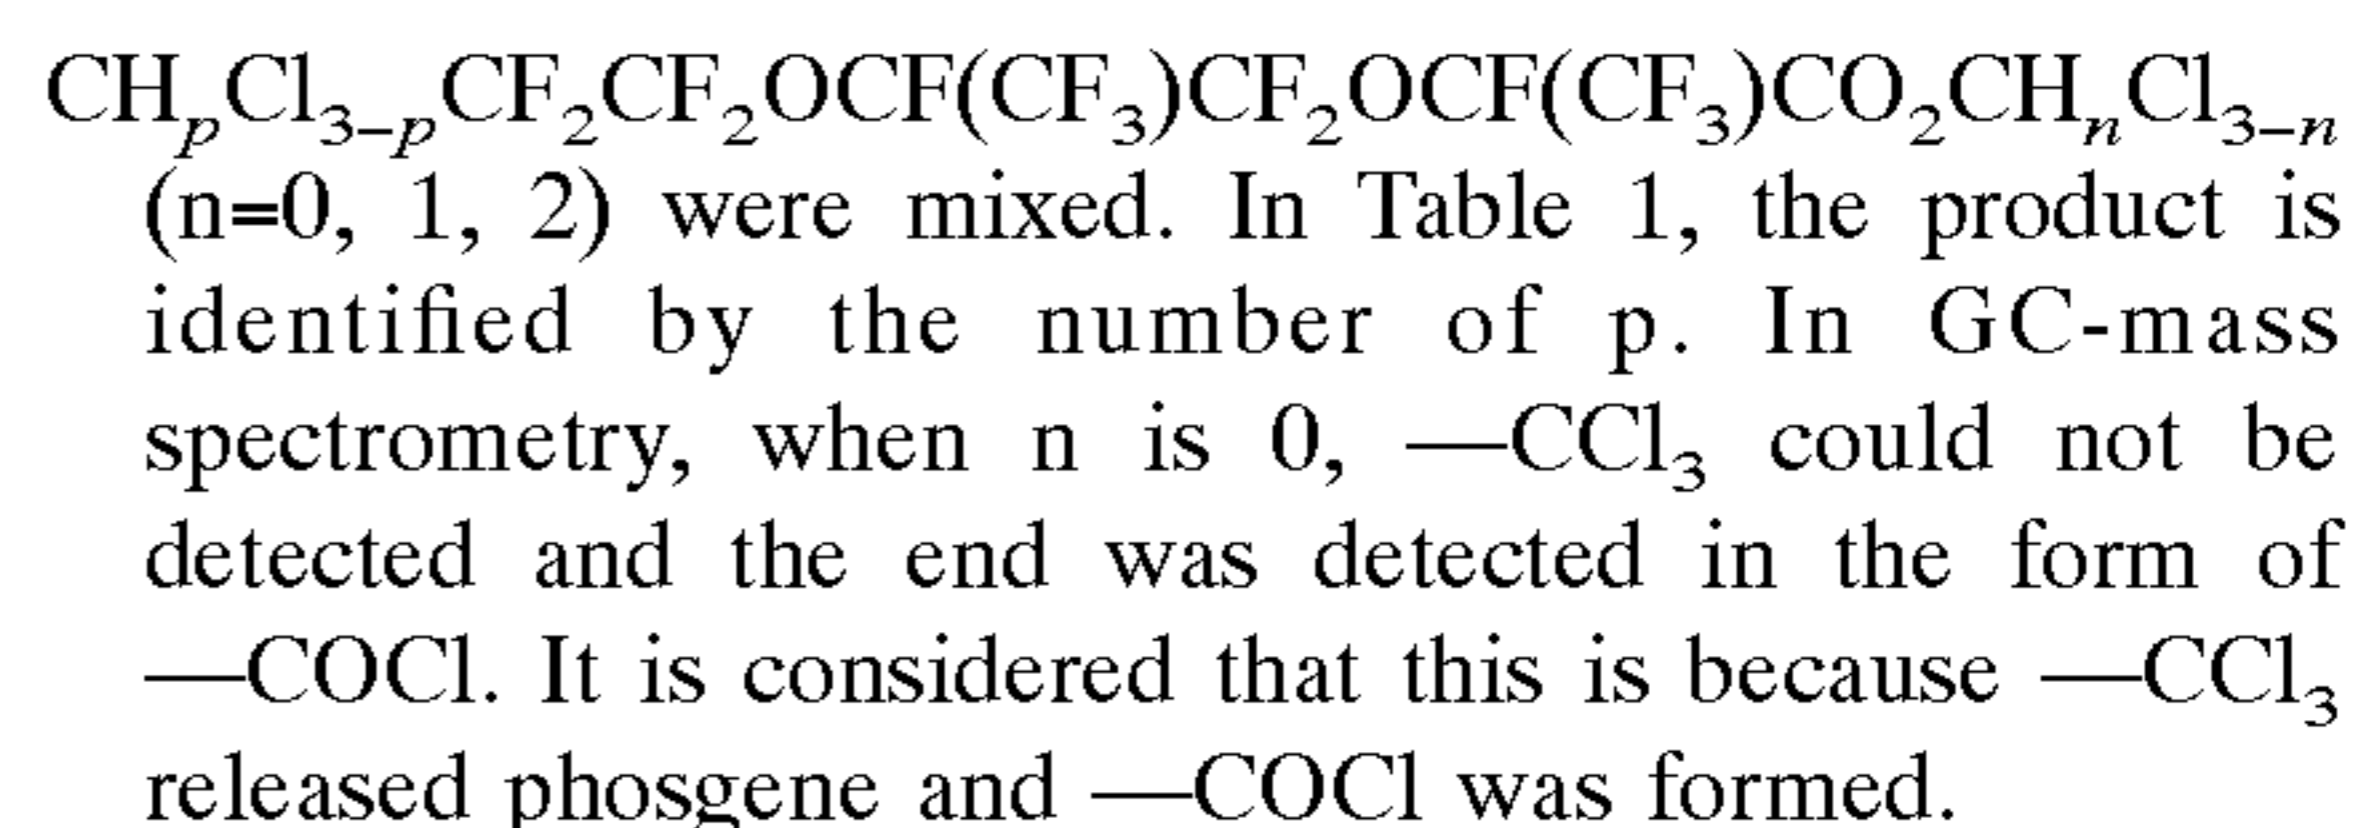 CHₚCl₃₋ₚCF₂CF₂OCF(CF₃)CF₂OCF(CF₃)CO₂CHₙCl₃₋ₙ
(n=0, 1, 2) were mixed. In Table 1, the product is
identified by the number of p. In GC-mass
spectrometry, when n is 0, —CCl₃ could not be
detected and the end was detected in the form of
—COCl. It is considered that this is because —CCl₃
released phosgene and —COCl was formed.